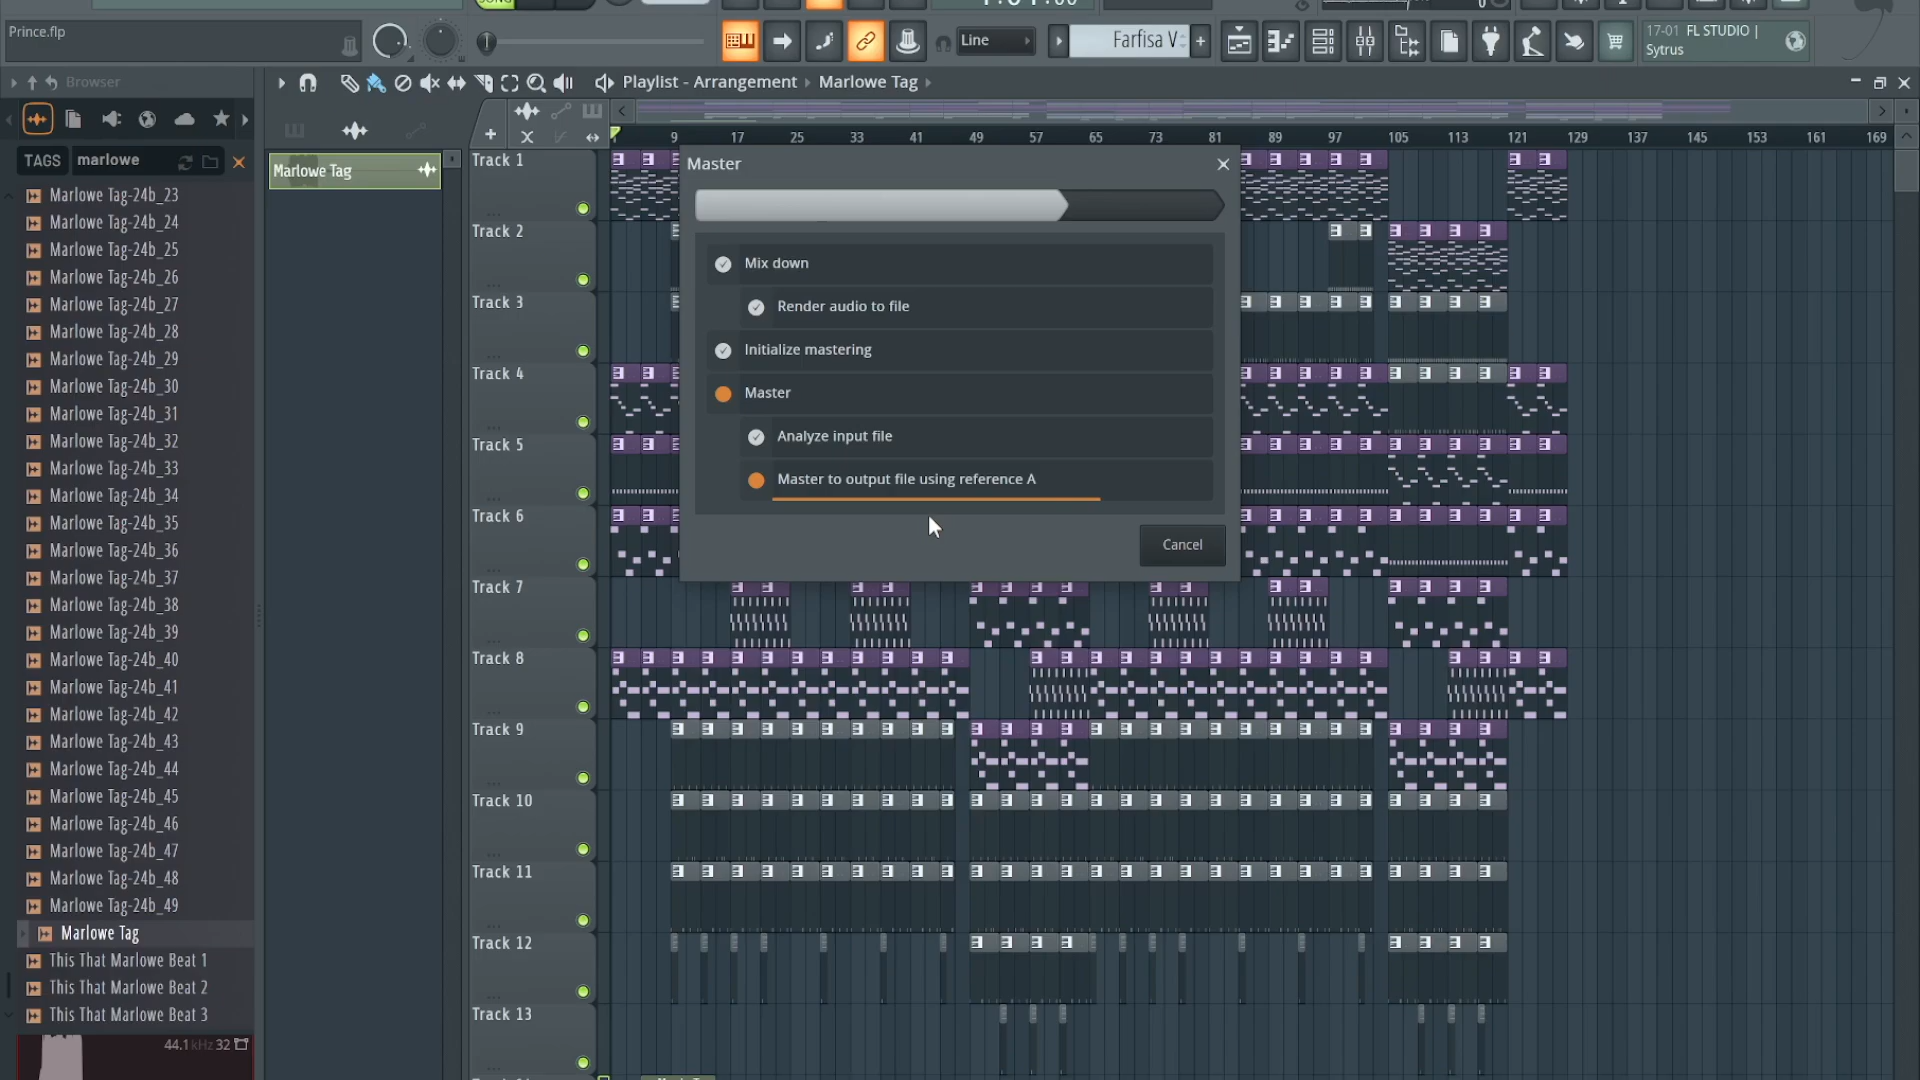 Prince.flp
Line
Farfisa V
17-01 FL STUDIO |
Sytrus
Browser
Playlist - Arrangement
Marlowe Tag
TAGS
marlowe
Marlowe Tag-24b_23
Marlowe Tag-24b_24
Marlowe Tag-24b_25
Marlowe Tag-24b_26
Marlowe Tag-24b_27
Marlowe Tag-24b_28
Marlowe Tag-24b_29
Marlowe Tag-24b_30
Marlowe Tag-24b_31
Marlowe Tag-24b_32
Marlowe Tag-24b_33
Marlowe Tag-24b_34
Marlowe Tag-24b_35
Marlowe Tag-24b_36
Marlowe Tag-24b_37
Marlowe Tag-24b_38
Marlowe Tag-24b_39
Marlowe Tag-24b_40
Marlowe Tag-24b_41
Marlowe Tag-24b_42
Marlowe Tag-24b_43
Marlowe Tag-24b_44
Marlowe Tag-24b_45
Marlowe Tag-24b_46
Marlowe Tag-24b_47
Marlowe Tag-24b_48
Marlowe Tag-24b_49
Marlowe Tag
This That Marlowe Beat 1
This That Marlowe Beat 2
This That Marlowe Beat 3
44.1kHz 32
Marlowe Tag
9 17 25 33 41 49 57 65 73 81 89 97 105 113 121 129 137 145 153 161 169
Track 1
Track 2
Track 3
Track 4
Track 5
Track 6
Track 7
Track 8
Track 9
Track 10
Track 11
Track 12
Track 13
Master
Mix down
Render audio to file
Initialize mastering
Master
Analyze input file
Master to output file using reference A
Cancel